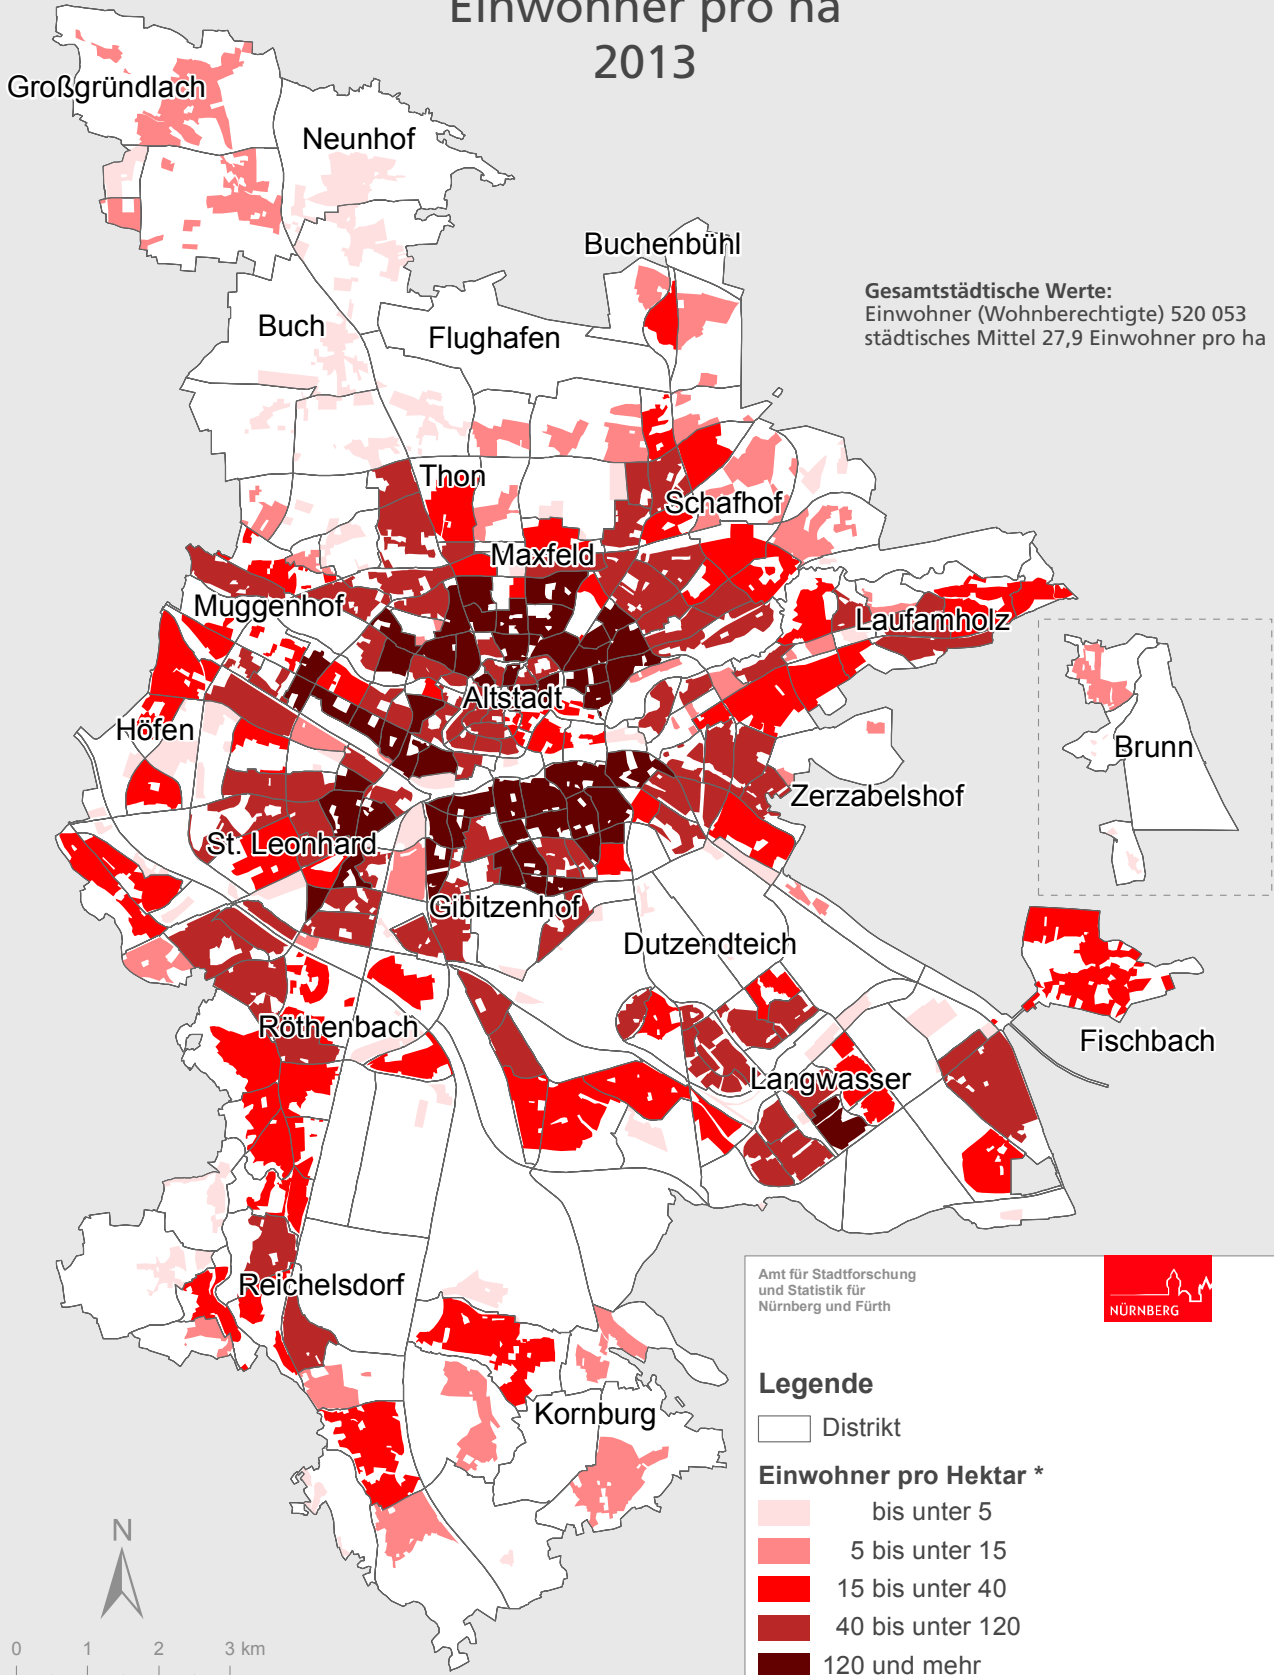 Einwohner pro ha
2013
Großgründlach
Neunhof
Buchenbühl
Gesamtstädtische Werte:
Einwohner (Wohnberechtigte) 520 053
städtisches Mittel 27,9 Einwohner pro ha
Buch
Flughafen
Thon
Schafhof
Maxfeld
Muggenhof
Laufamholz
Altstadt
Höfen
Brunn
Zerzabelshof
St. Leonhard
Gibitzenhof
Dutzendteich
Röthenbach
Fischbach
Langwasser
Reichelsdorf
Kornburg
Amt für Stadtforschung
und Statistik für
Nürnberg und Fürth
NÜRNBERG
Legende
Distrikt
Einwohner pro Hektar *
bis unter 5
5 bis unter 15
15 bis unter 40
40 bis unter 120
120 und mehr
N
0 1 2 3 km